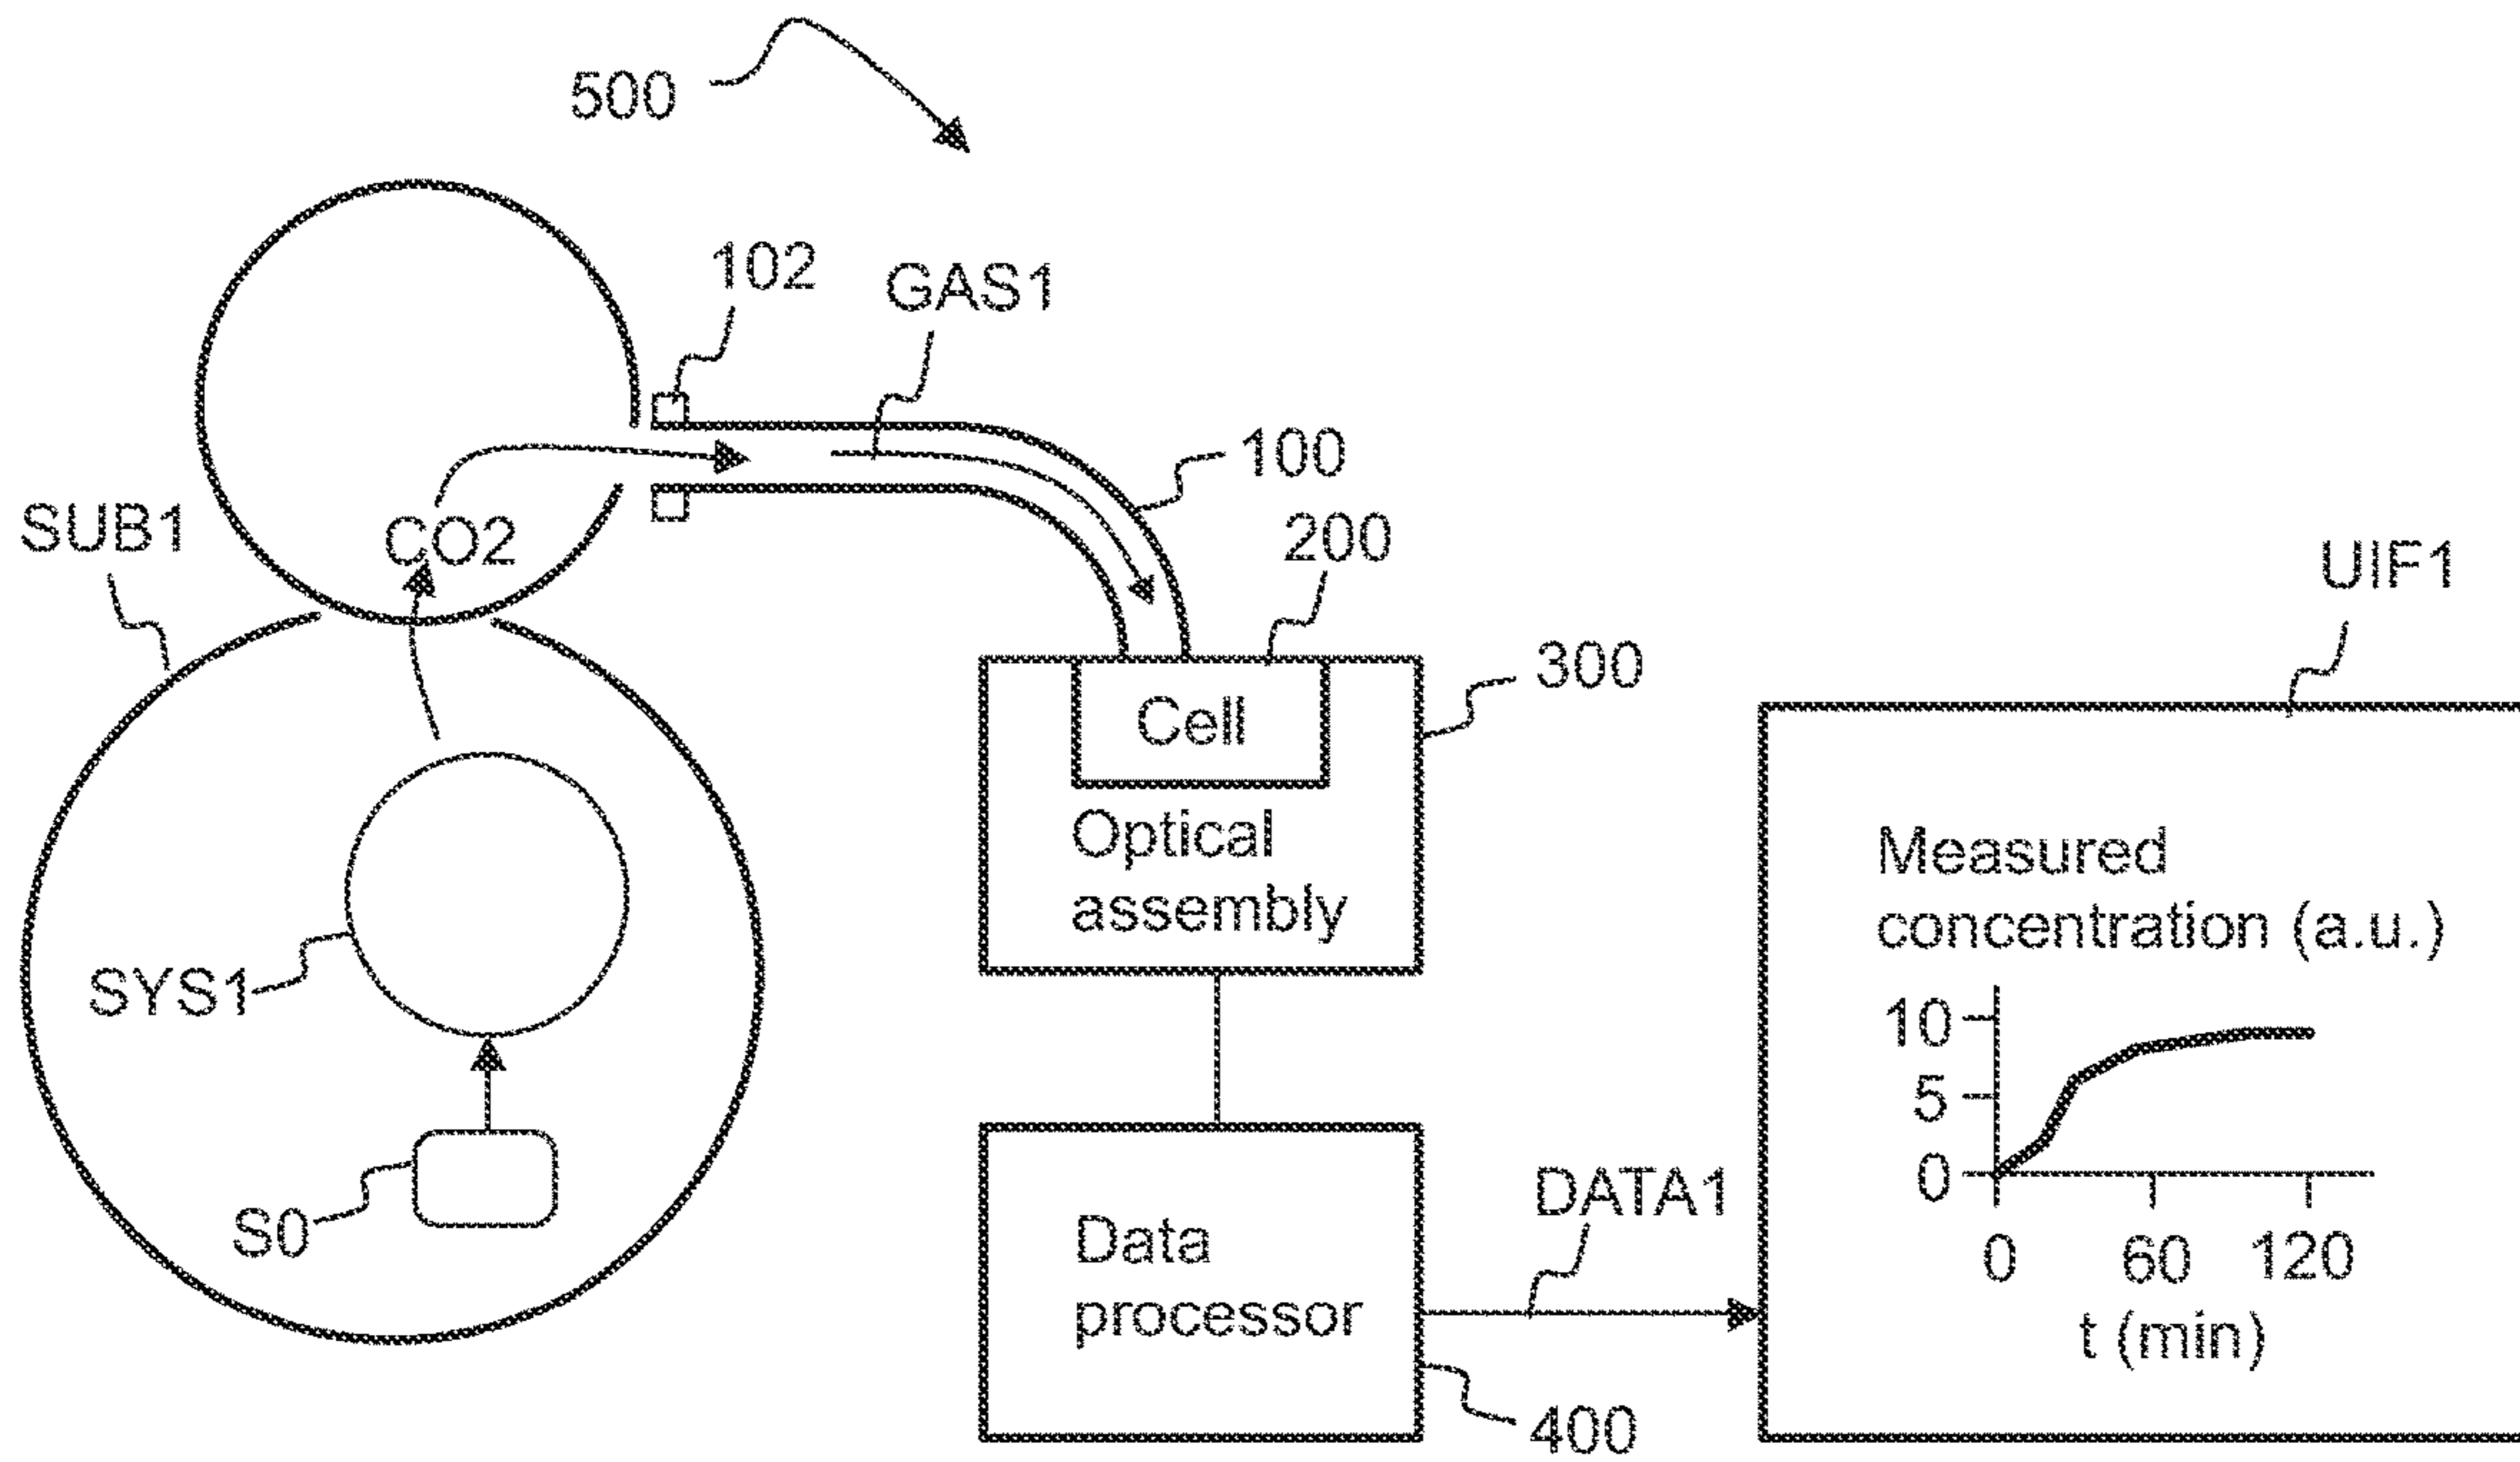 500
102
GAS1
100
SUB1
CO2
200
UIF1
300
Cell
Optical
assembly
Measured
concentration (a.u.)
SYS1
10
5
0
S0
Data
processor
DATA1
0 60 120
t (min)
400